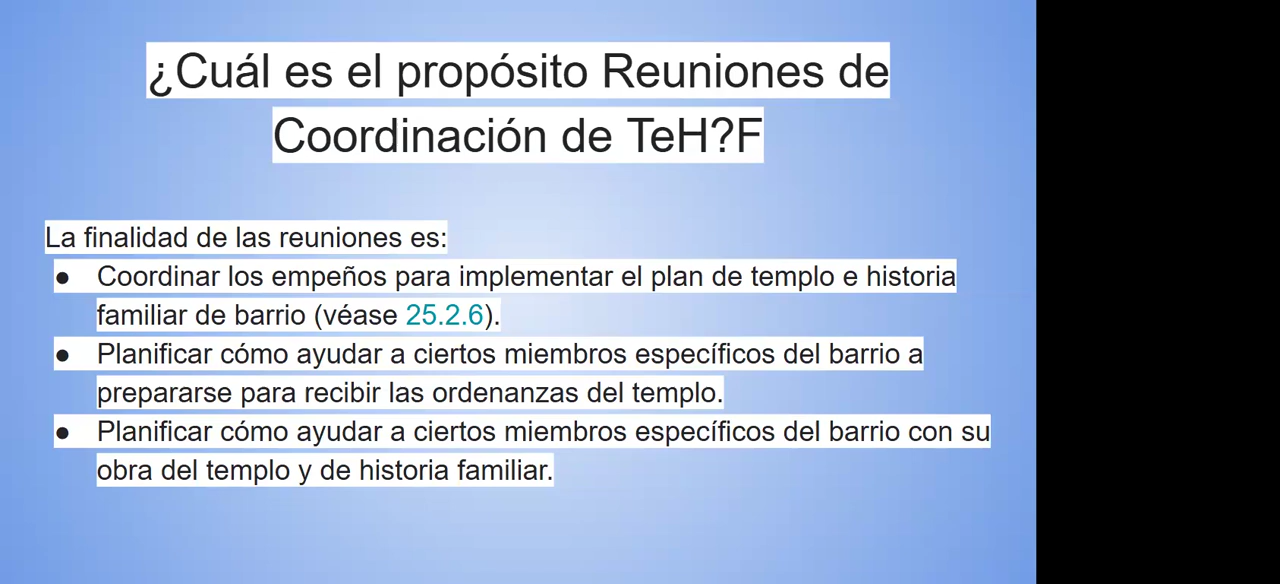 ¿Cuál es el propósito Reuniones de
Coordinación de TeH?F
La finalidad de las reuniones es:
● Coordinar los empeños para implementar el plan de templo e historia
familiar de barrio (véase 25.2.6).
● Planificar cómo ayudar a ciertos miembros específicos del barrio a
prepararse para recibir las ordenanzas del templo.
● Planificar cómo ayudar a ciertos miembros específicos del barrio con su
obra del templo y de historia familiar.